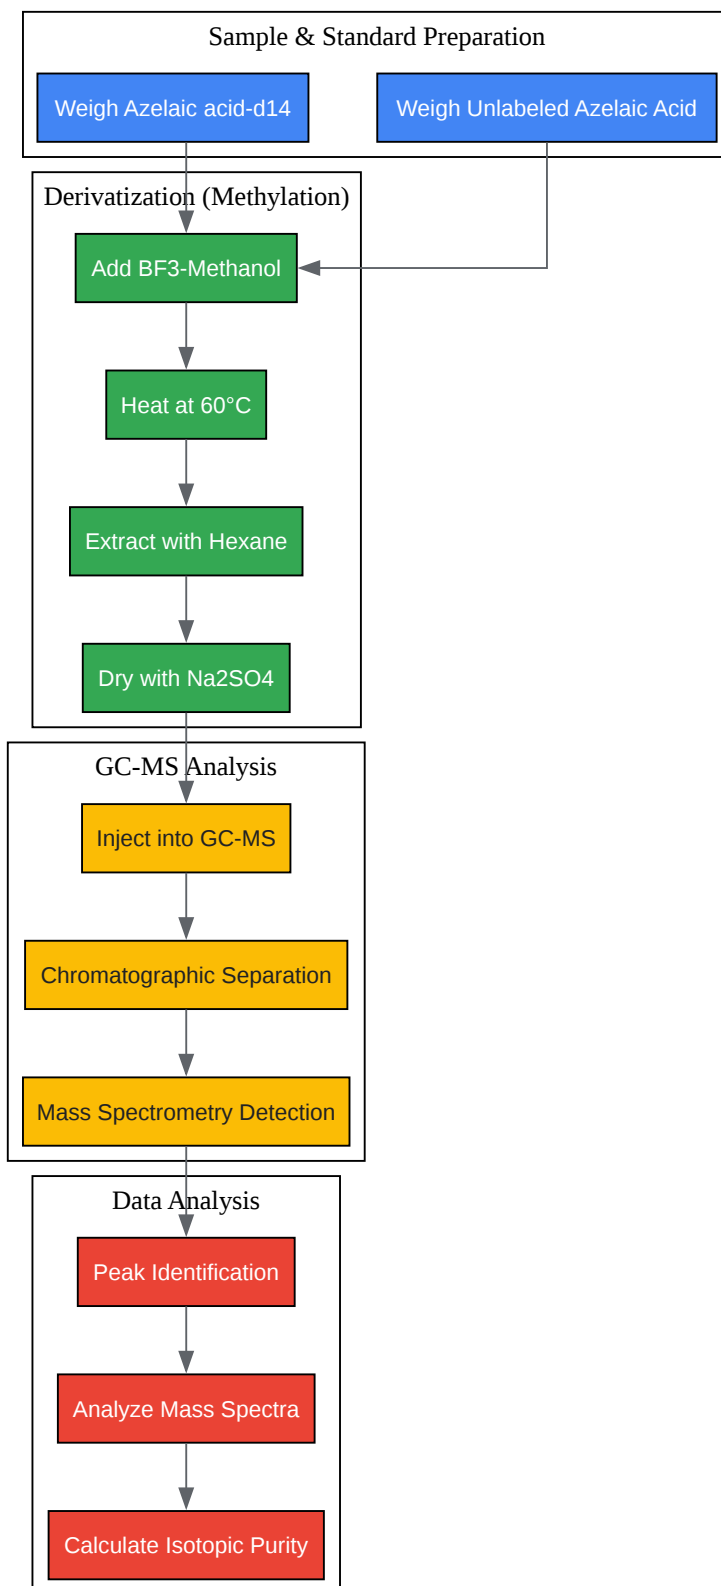 Sample & Standard Preparation
Weigh Azelaic acid-d14
Weigh Unlabeled Azelaic Acid
Derivatization (Methylation)
Add BF3-Methanol
Heat at 60°C
Extract with Hexane
Dry with Na2SO4
GC-MS Analysis
Inject into GC-MS
Chromatographic Separation
Mass Spectrometry Detection
Data Analysis
Peak Identification
Analyze Mass Spectra
Calculate Isotopic Purity